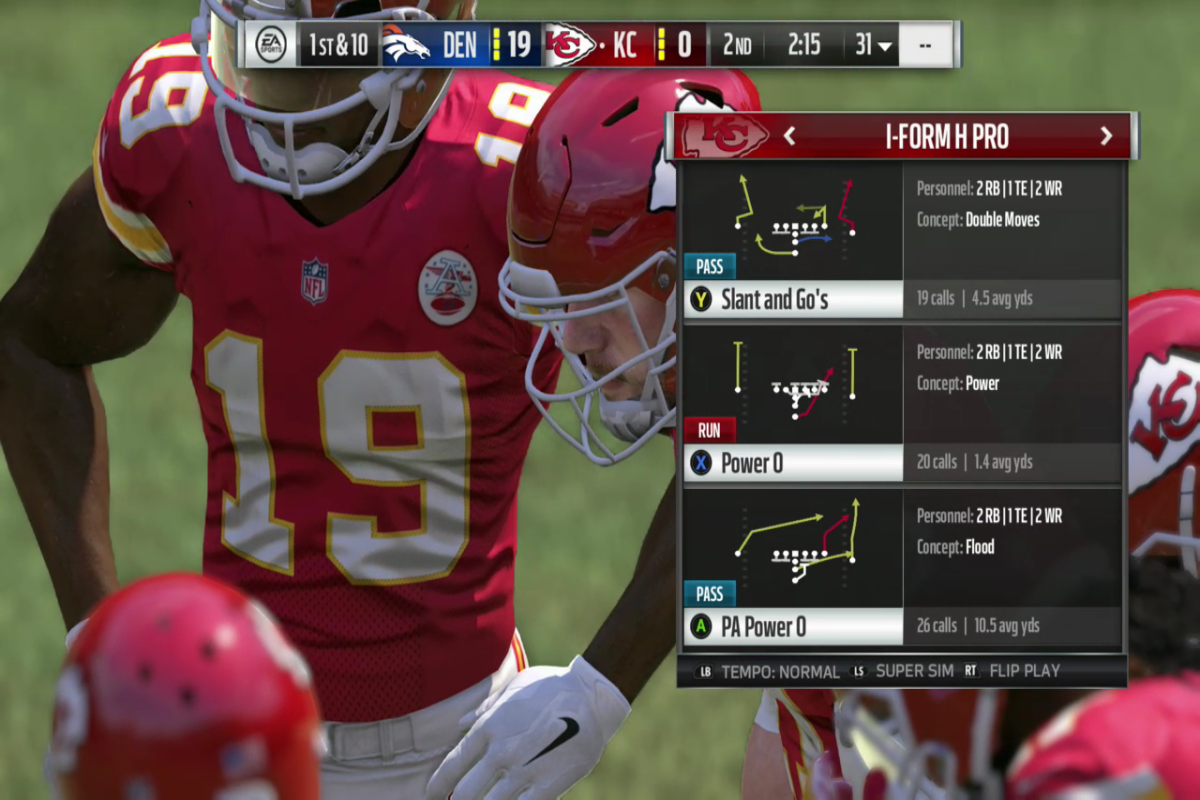 EA
SPORTS
1ST & 10
DEN
19
KC
0
2ND
2:15
31
--
KC
I-FORM H PRO
Personnel: 2 RB | 1 TE | 2 WR
Concept: Double Moves
PASS
Y Slant and Go's
19 calls | 4.5 avg yds
Personnel: 2 RB | 1 TE | 2 WR
Concept: Power
RUN
X Power O
20 calls | 1.4 avg yds
Personnel: 2 RB | 1 TE | 2 WR
Concept: Flood
PASS
A PA Power O
26 calls | 10.5 avg yds
LB TEMPO: NORMAL LS SUPER SIM RT FLIP PLAY
19
19
NFL
A
19
KC